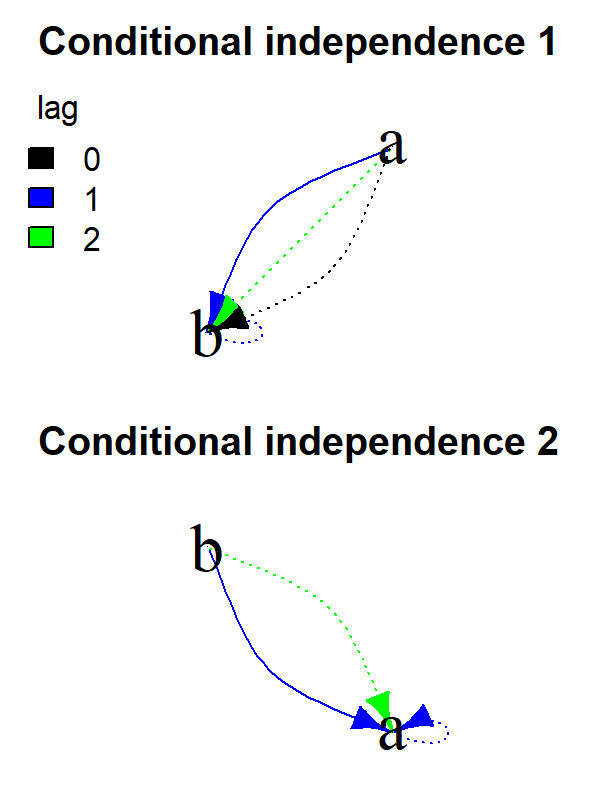 Conditional independence 1
lag
0
1
2
a
b
Conditional independence 2
b
a